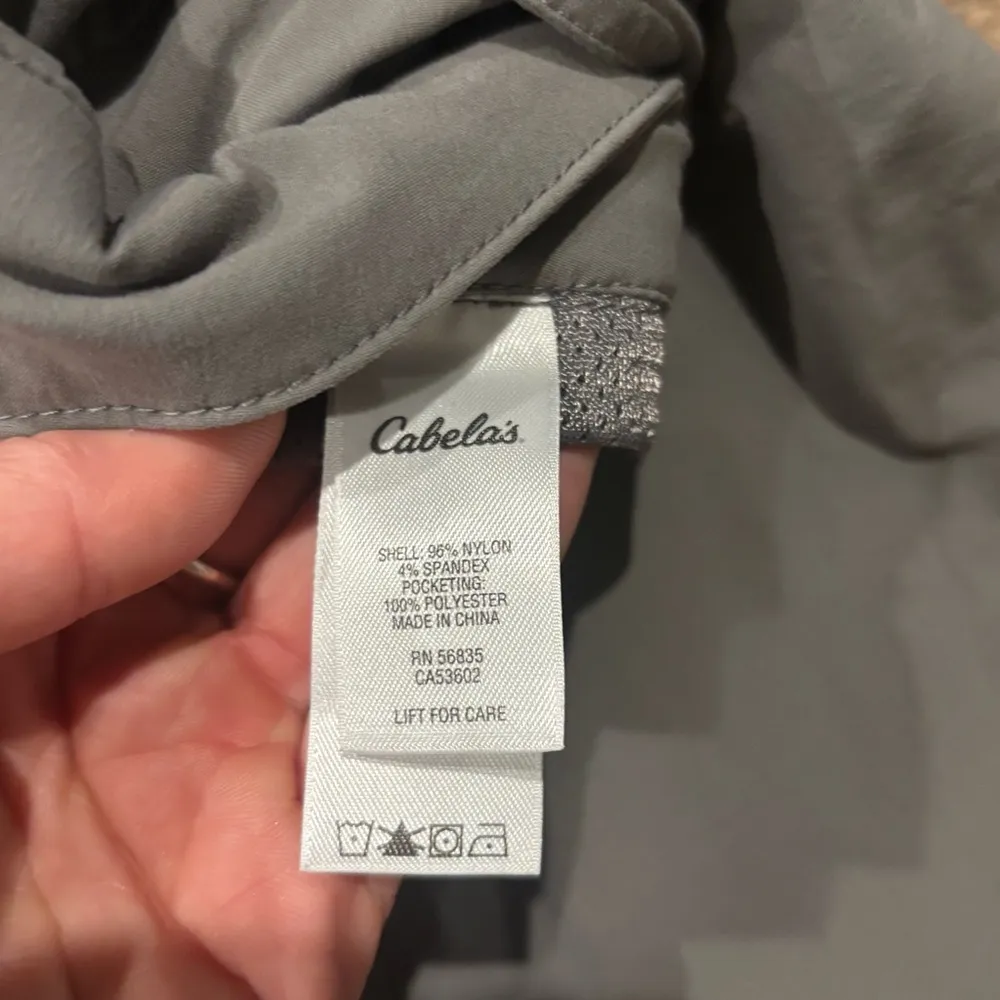 Cabela's
SHELL: 96% NYLON
4% SPANDEX
POCKETING:
100% POLYESTER
MADE IN CHINA
RN 56835
CA53602
LIFT FOR CARE